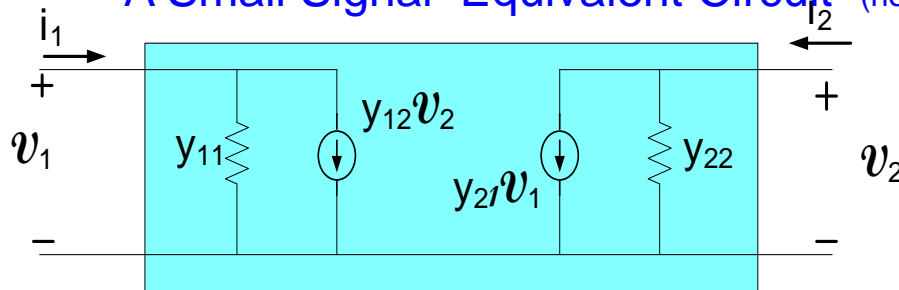 A Small Signal Equivalent Circuit
i₁
i₂
+
+
y₁₂𝒗₂
𝒗₁
y₁₁
y₂₂
𝒗₂
y₂₁𝒗₁
−
−